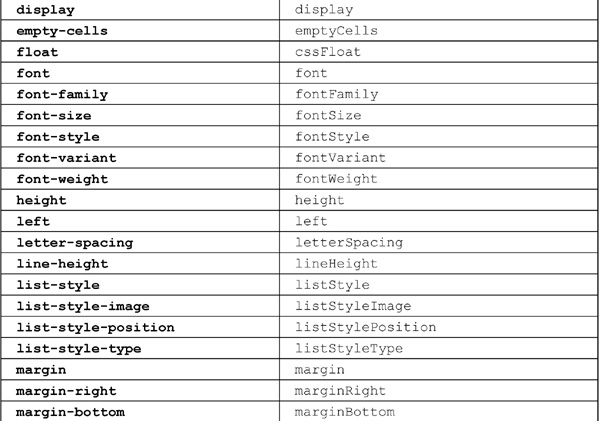 display display
empty-cells emptyCells
float cssFloat
font font
font-family fontFamily
font-size fontSize
font-style fontStyle
font-variant fontVariant
font-weight fontWeight
height height
left left
letter-spacing letterSpacing
line-height lineHeight
list-style listStyle
list-style-image listStyleImage
list-style-position listStylePosition
list-style-type listStyleType
margin margin
margin-right marginRight
margin-bottom marginBottom